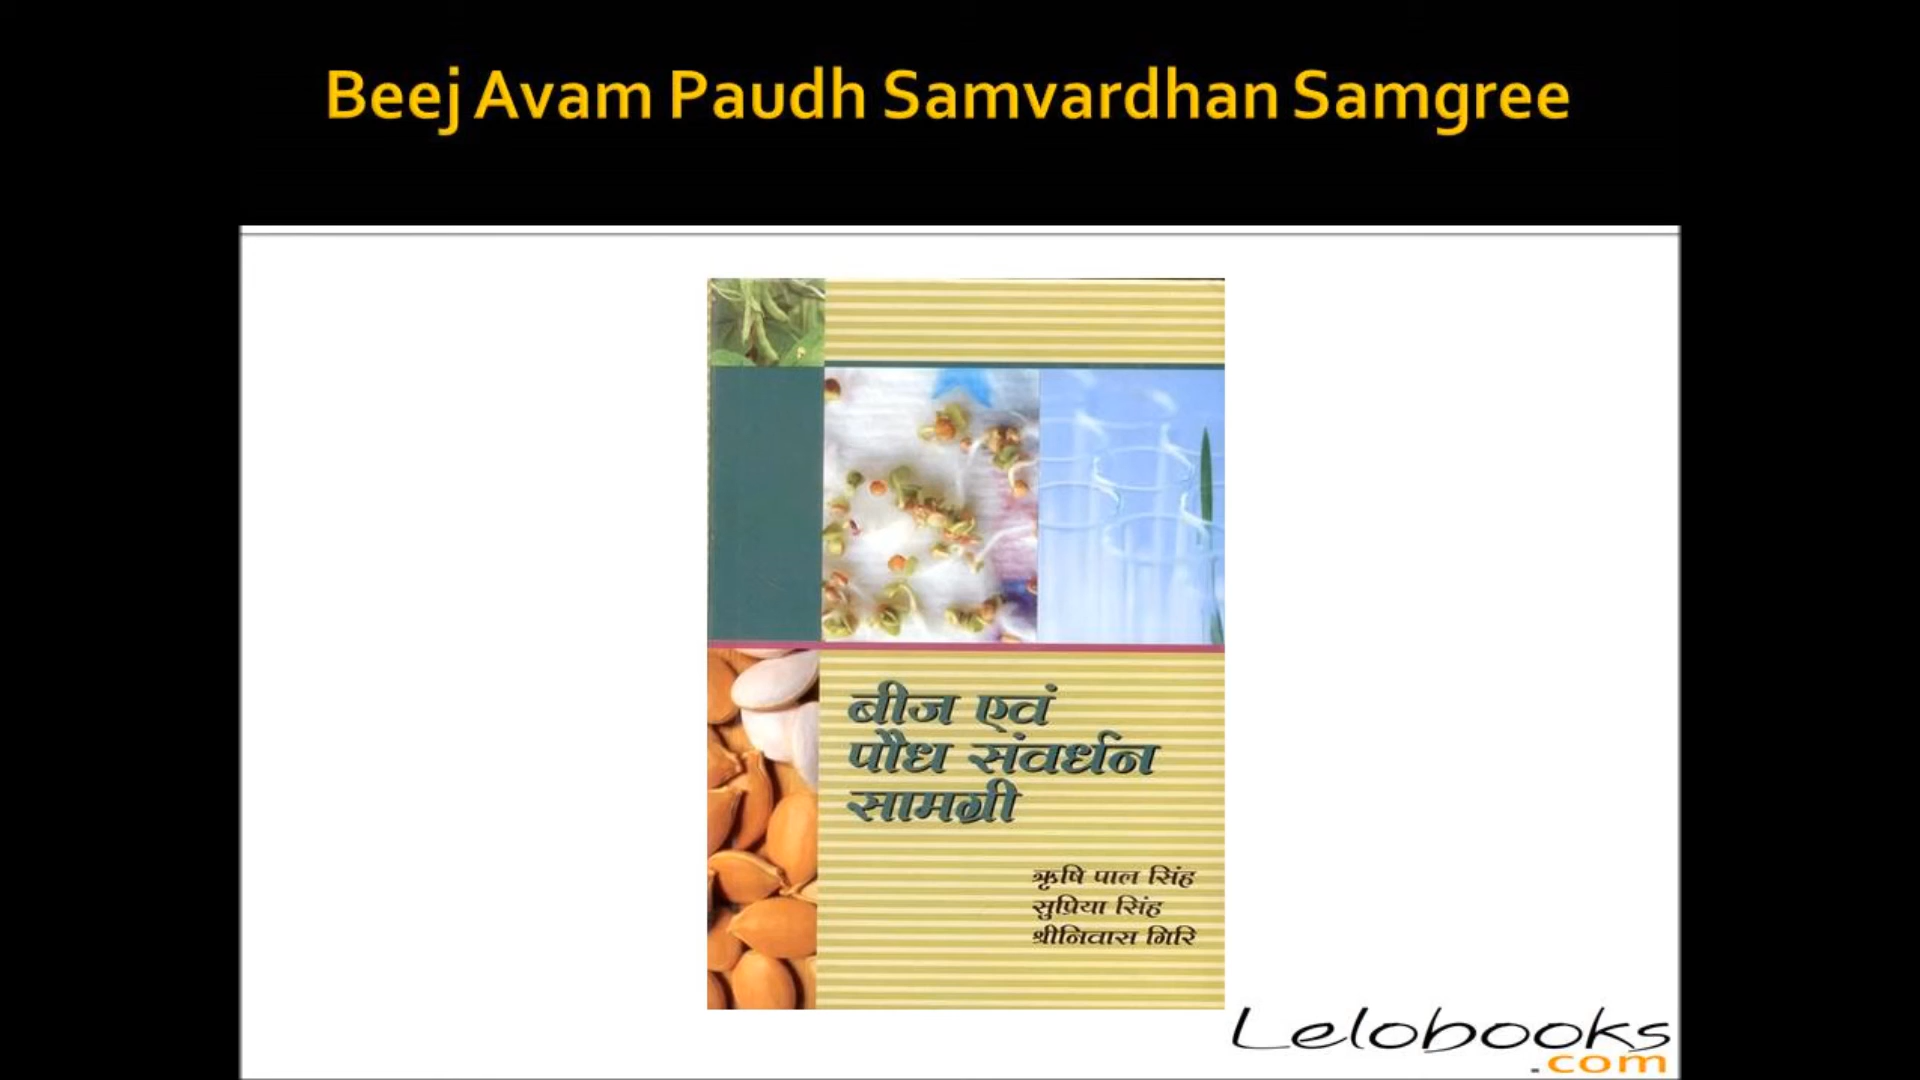 Beej Avam Paudh Samvardhan Samgree
बीज एवं
पौध संवर्धन
सामग्री
ऋषि पाल सिंह
सुप्रिया सिंह
श्रीनिवास गिरि
Lelobooks
.com